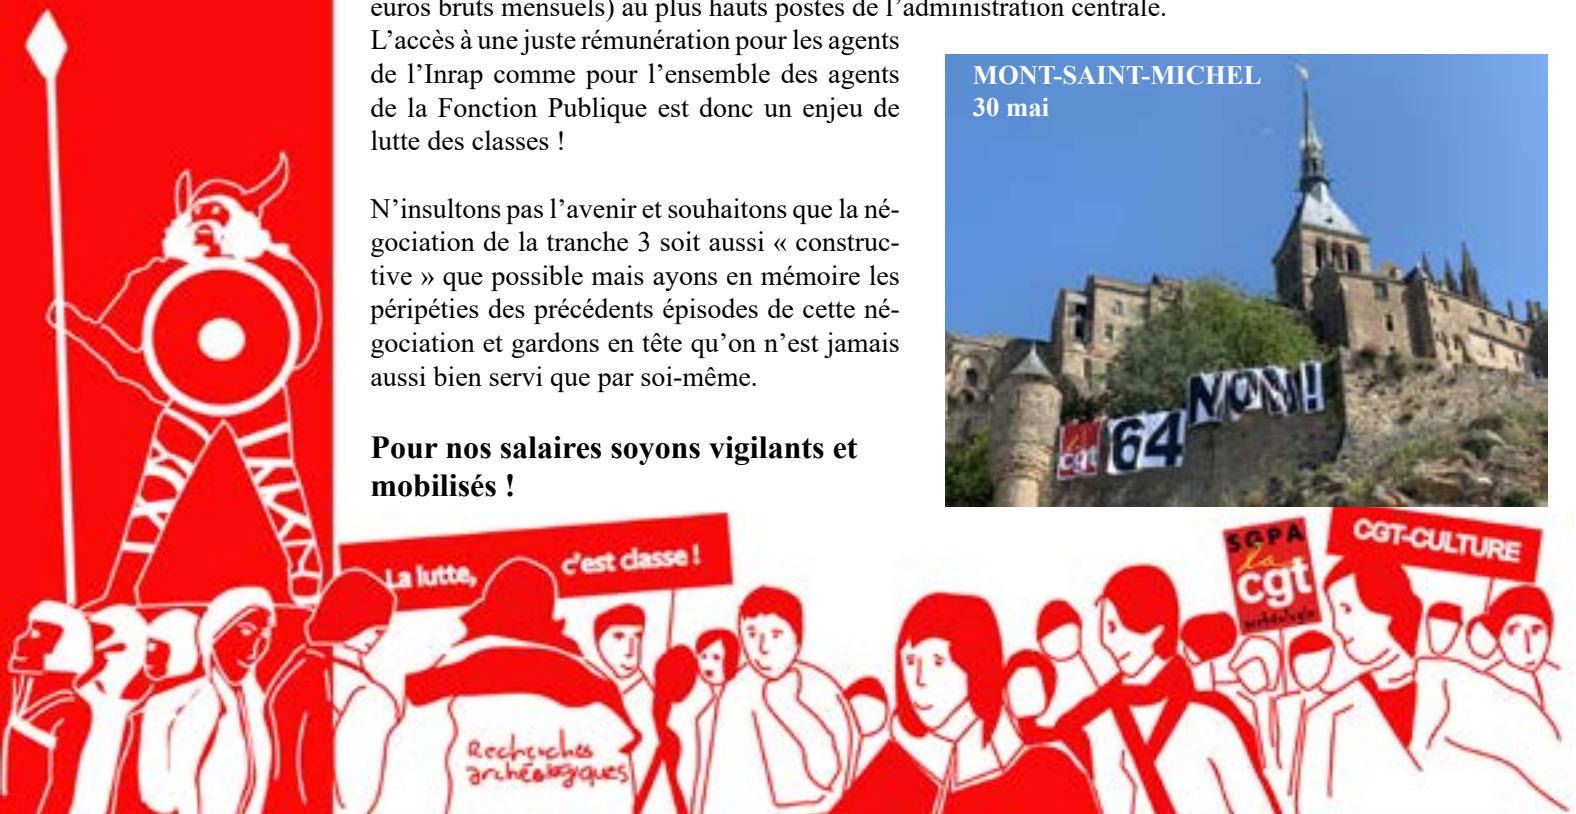 euros bruts mensuels) au plus hauts postes de l’administration centrale.
L’accès à une juste rémunération pour les agents
de l’Inrap comme pour l’ensemble des agents
de la Fonction Publique est donc un enjeu de
lutte des classes !
N’insultons pas l’avenir et souhaitons que la né-
gociation de la tranche 3 soit aussi « construc-
tive » que possible mais ayons en mémoire les
péripéties des précédents épisodes de cette né-
gociation et gardons en tête qu’on n’est jamais
aussi bien servi que par soi-même.
Pour nos salaires soyons vigilants et
mobilisés !
MONT-SAINT-MICHEL
30 mai
la cgt
64
NON !
La lutte,
c'est classe !
SGPA
la
cgt
archéologie
CGT-CULTURE
Recherches
archéologiques